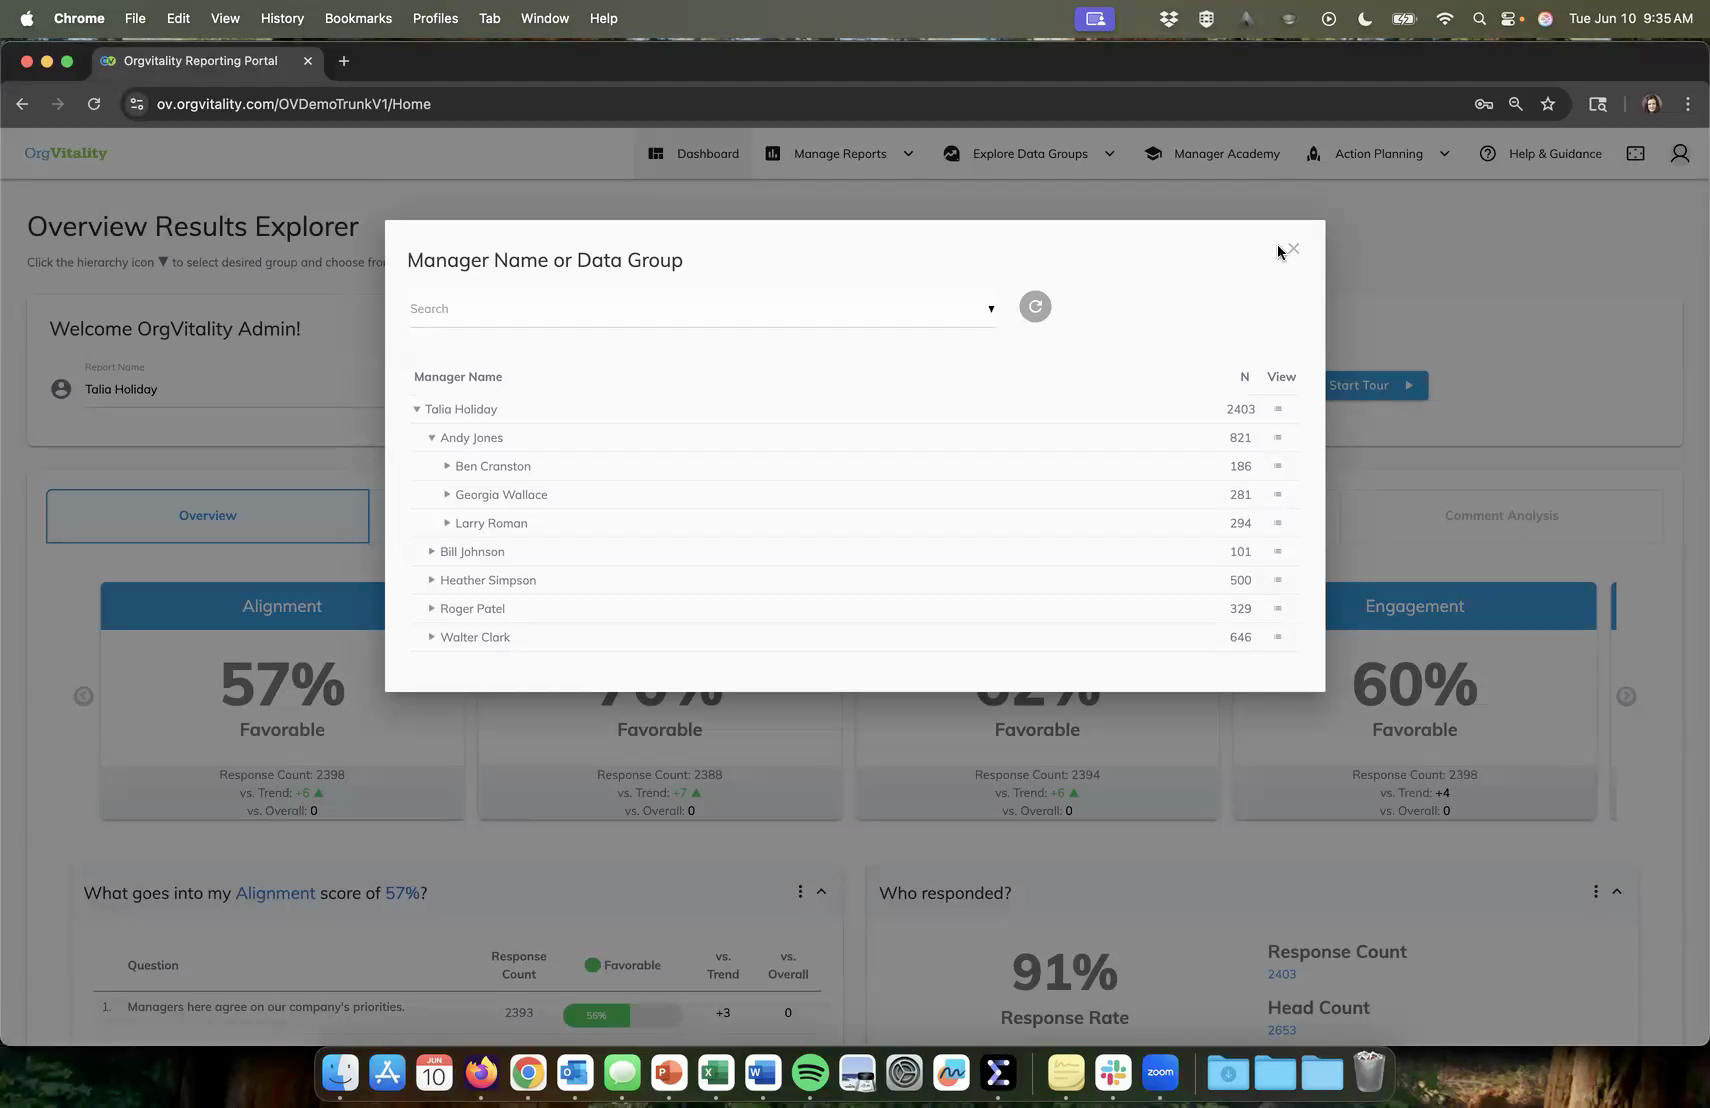 Chrome File Edit View History Bookmarks Profiles Tab Window Help Tue Jun 10 9:35 AM
Orgvitality Reporting Portal
ov.orgvitality.com/OVDemoTrunkV1/Home
OrgVitality Dashboard Manage Reports Explore Data Groups Manager Academy Action Planning Help & Guidance
Overview Results Explorer
Click the hierarchy icon ▼ to select desired group and choose fro
Manager Name or Data Group
Search
Welcome OrgVitality Admin!
Report Name
Talia Holiday
Start Tour
Manager Name N View
Talia Holiday 2403
Andy Jones 821
Ben Cranston 186
Georgia Wallace 281
Larry Roman 294
Bill Johnson 101
Heather Simpson 500
Roger Patel 329
Walter Clark 646
Overview Comment Analysis
Alignment Engagement
57% 60%
Favorable Favorable Favorable Favorable
Response Count: 2398 Response Count: 2388 Response Count: 2394 Response Count: 2398
vs. Trend: +6 ▲ vs. Trend: +7 ▲ vs. Trend: +6 ▲ vs. Trend: +4
vs. Overall: 0 vs. Overall: 0 vs. Overall: 0 vs. Overall: 0
What goes into my Alignment score of 57%?
Question Response Count Favorable vs. Trend vs. Overall
1. Managers here agree on our company's priorities. 2393 56% +3 0
Who responded?
91%
Response Rate
Response Count
2403
Head Count
2653
JUN
10
zoom